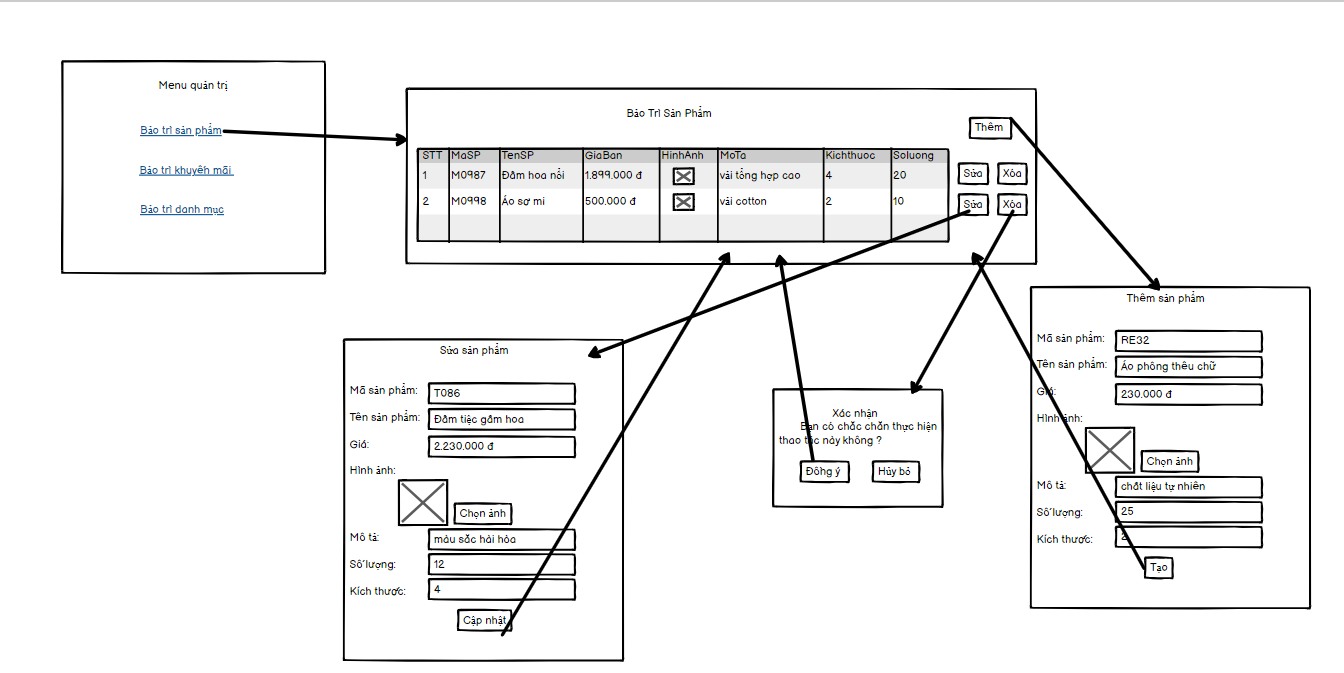 Menu quản trị
Bảo trì sản phẩm
Bảo trì khuyến mãi
Bảo trì danh mục
Bảo Trì Sản Phẩm
Thêm
STT MaSP TenSP GiaBan HinhAnh MoTa Kichthuoc Soluong
1 M0987 Đầm hoa nổi 1.899.000 đ vải tổng hợp cao 4 20 Sửa Xóa
2 M0998 Áo sơ mi 500.000 đ vải cotton 2 10 Sửa Xóa
Sửa sản phẩm
Mã sản phẩm: T086
Tên sản phẩm: Đầm tiệc gấm hoa
Giá: 2.230.000 đ
Hình ảnh:
Chọn ảnh
Mô tả: màu sắc hài hòa
Số lượng: 12
Kích thước: 4
Cập nhật
Xác nhận
Bạn có chắc chắn thực hiện
thao tác này không ?
Đồng ý Hủy bỏ
Thêm sản phẩm
Mã sản phẩm: RE32
Tên sản phẩm: Áo phông thêu chữ
Giá: 230.000 đ
Hình ảnh:
Chọn ảnh
Mô tả: chất liệu tự nhiên
Số lượng: 25
Kích thước: 2
Tạo